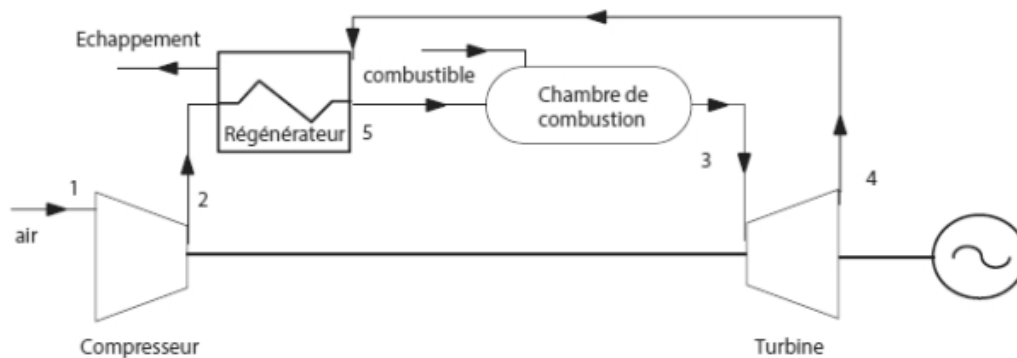 Echappement
combustible
Chambre de
combustion
Régénérateur
5
3
4
1
2
air
Compresseur
Turbine